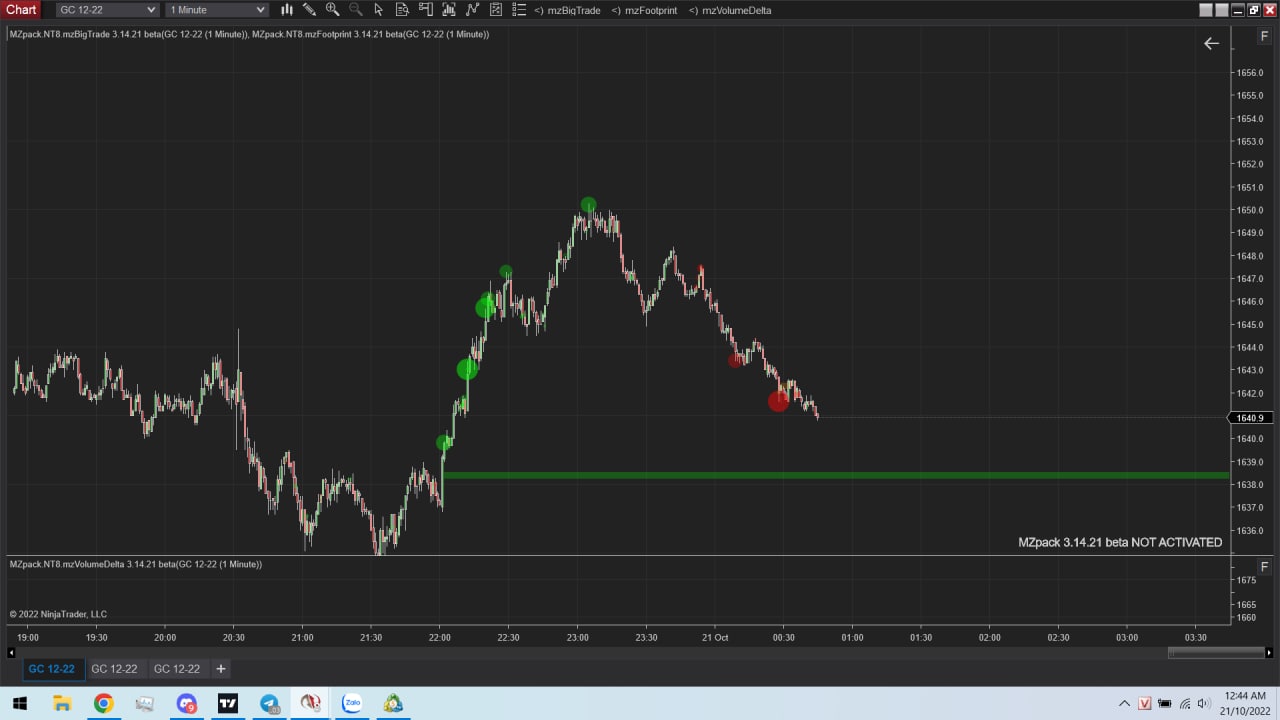 Chart GC 12-22 1 Minute <> mzBigTrade <> mzFootprint <> mzVolumeDelta
MZpack.NT8.mzBigTrade 3.14.21 beta(GC 12-22 (1 Minute)), MZpack.NT8.mzFootprint 3.14.21 beta(GC 12-22 (1 Minute))
F
1656.0
1655.0
1654.0
1653.0
1652.0
1651.0
1650.0
1649.0
1648.0
1647.0
1646.0
1645.0
1644.0
1643.0
1642.0
1640.9
1640.0
1639.0
1638.0
1637.0
1636.0
MZpack 3.14.21 beta NOT ACTIVATED
MZpack.NT8.mzVolumeDelta 3.14.21 beta(GC 12-22 (1 Minute))
F
1675
1665
1660
© 2022 NinjaTrader, LLC
19:00 19:30 20:00 20:30 21:00 21:30 22:00 22:30 23:00 23:30 21 Oct 00:30 01:00 01:30 02:00 02:30 03:00 03:30
GC 12-22 GC 12-22 GC 12-22 +
9 Zalo V 12:44 AM
21/10/2022